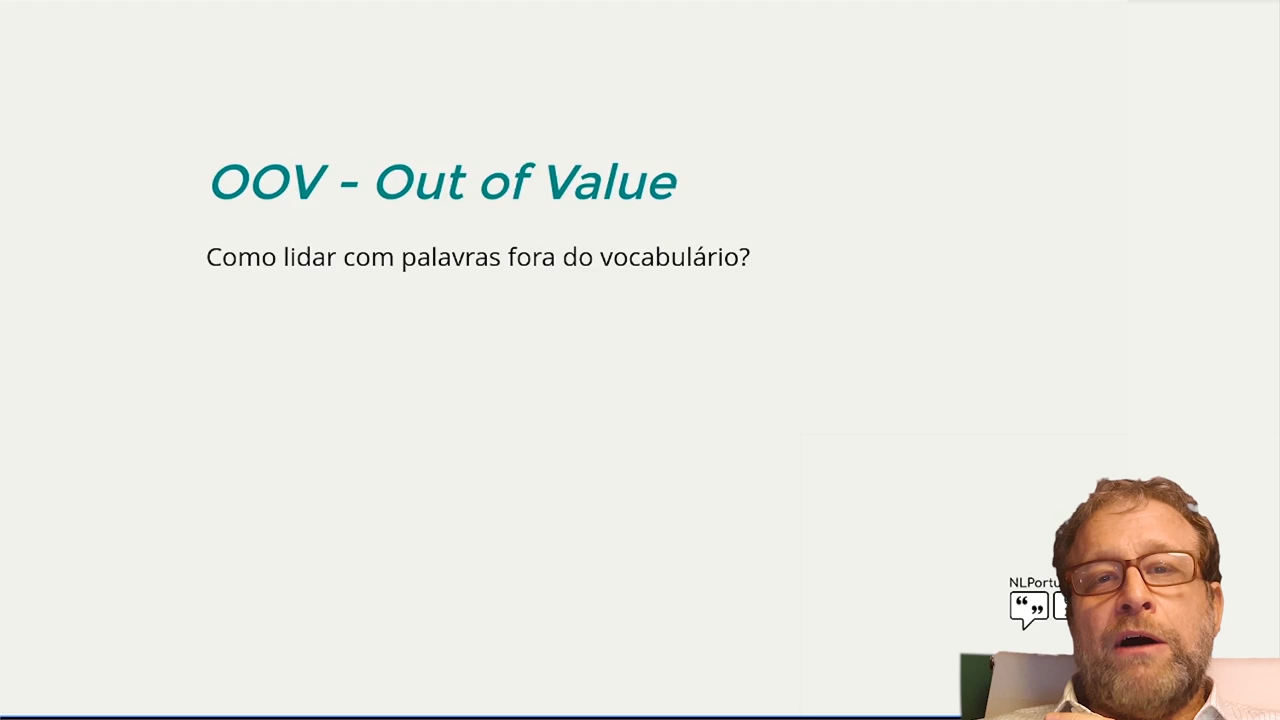 OOV - Out of Value
Como lidar com palavras fora do vocabulário?